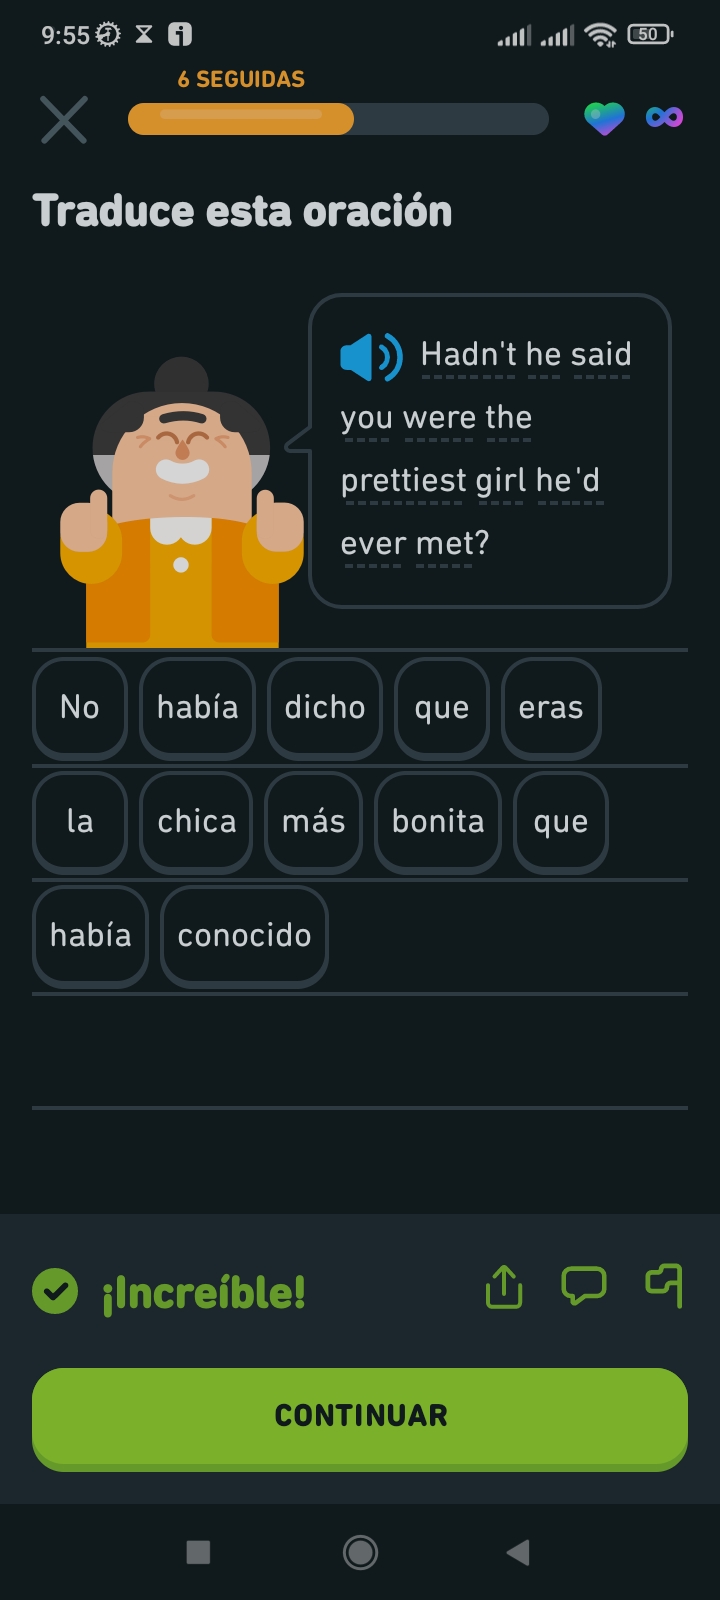 9:55
50
6 SEGUIDAS
Traduce esta oración
Hadn't he said
you were the
prettiest girl he'd
ever met?
No había dicho que eras
la chica más bonita que
había conocido
¡Increíble!
CONTINUAR